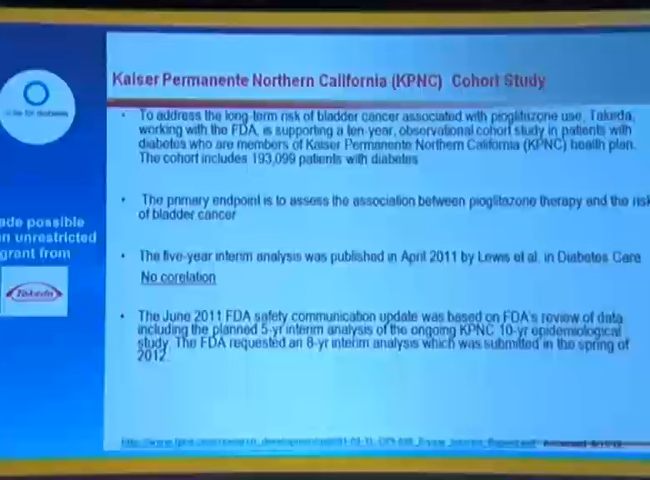 Kaiser Permanente Northern California (KPNC) Cohort Study
To address the long-term risk of bladder cancer associated with pioglitazone use, Takeda,
working with the FDA, is supporting a ten-year, observational cohort study in patients with
diabetes who are members of Kaiser Permanente Northern California (KPNC) health plan.
The cohort includes 193,099 patients with diabetes
The primary endpoint is to assess the association between pioglitazone therapy and the risk
of bladder cancer
The five-year interim analysis was published in April 2011 by Lewis et al. in Diabetes Care
No corelation
The June 2011 FDA safety communication update was based on FDA's review of data
including the planned 5-yr interim analysis of the ongoing KPNC 10-yr epidemiological
study. The FDA requested an 8-yr interim analysis which was submitted in the spring of
2012.
for diabetes
ade possible
n unrestricted
grant from
Takeda